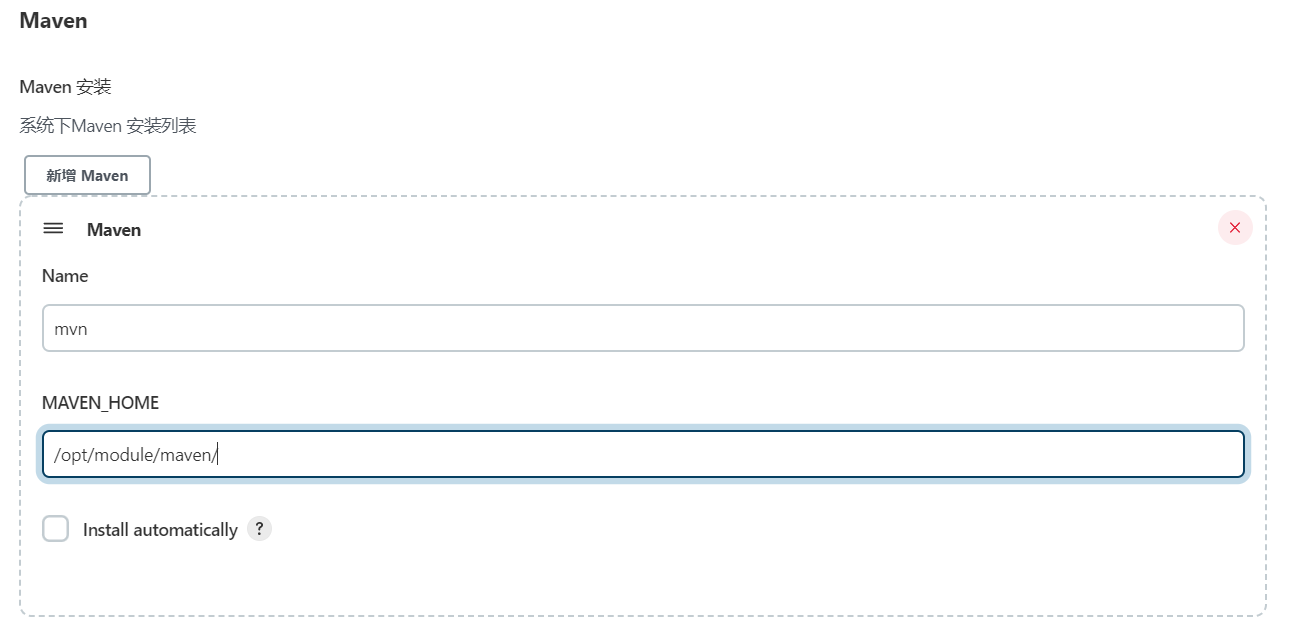 Maven
Maven 安装
系统下Maven 安装列表
新增 Maven
Maven
Name
mvn
MAVEN_HOME
/opt/module/maven/
Install automatically ?